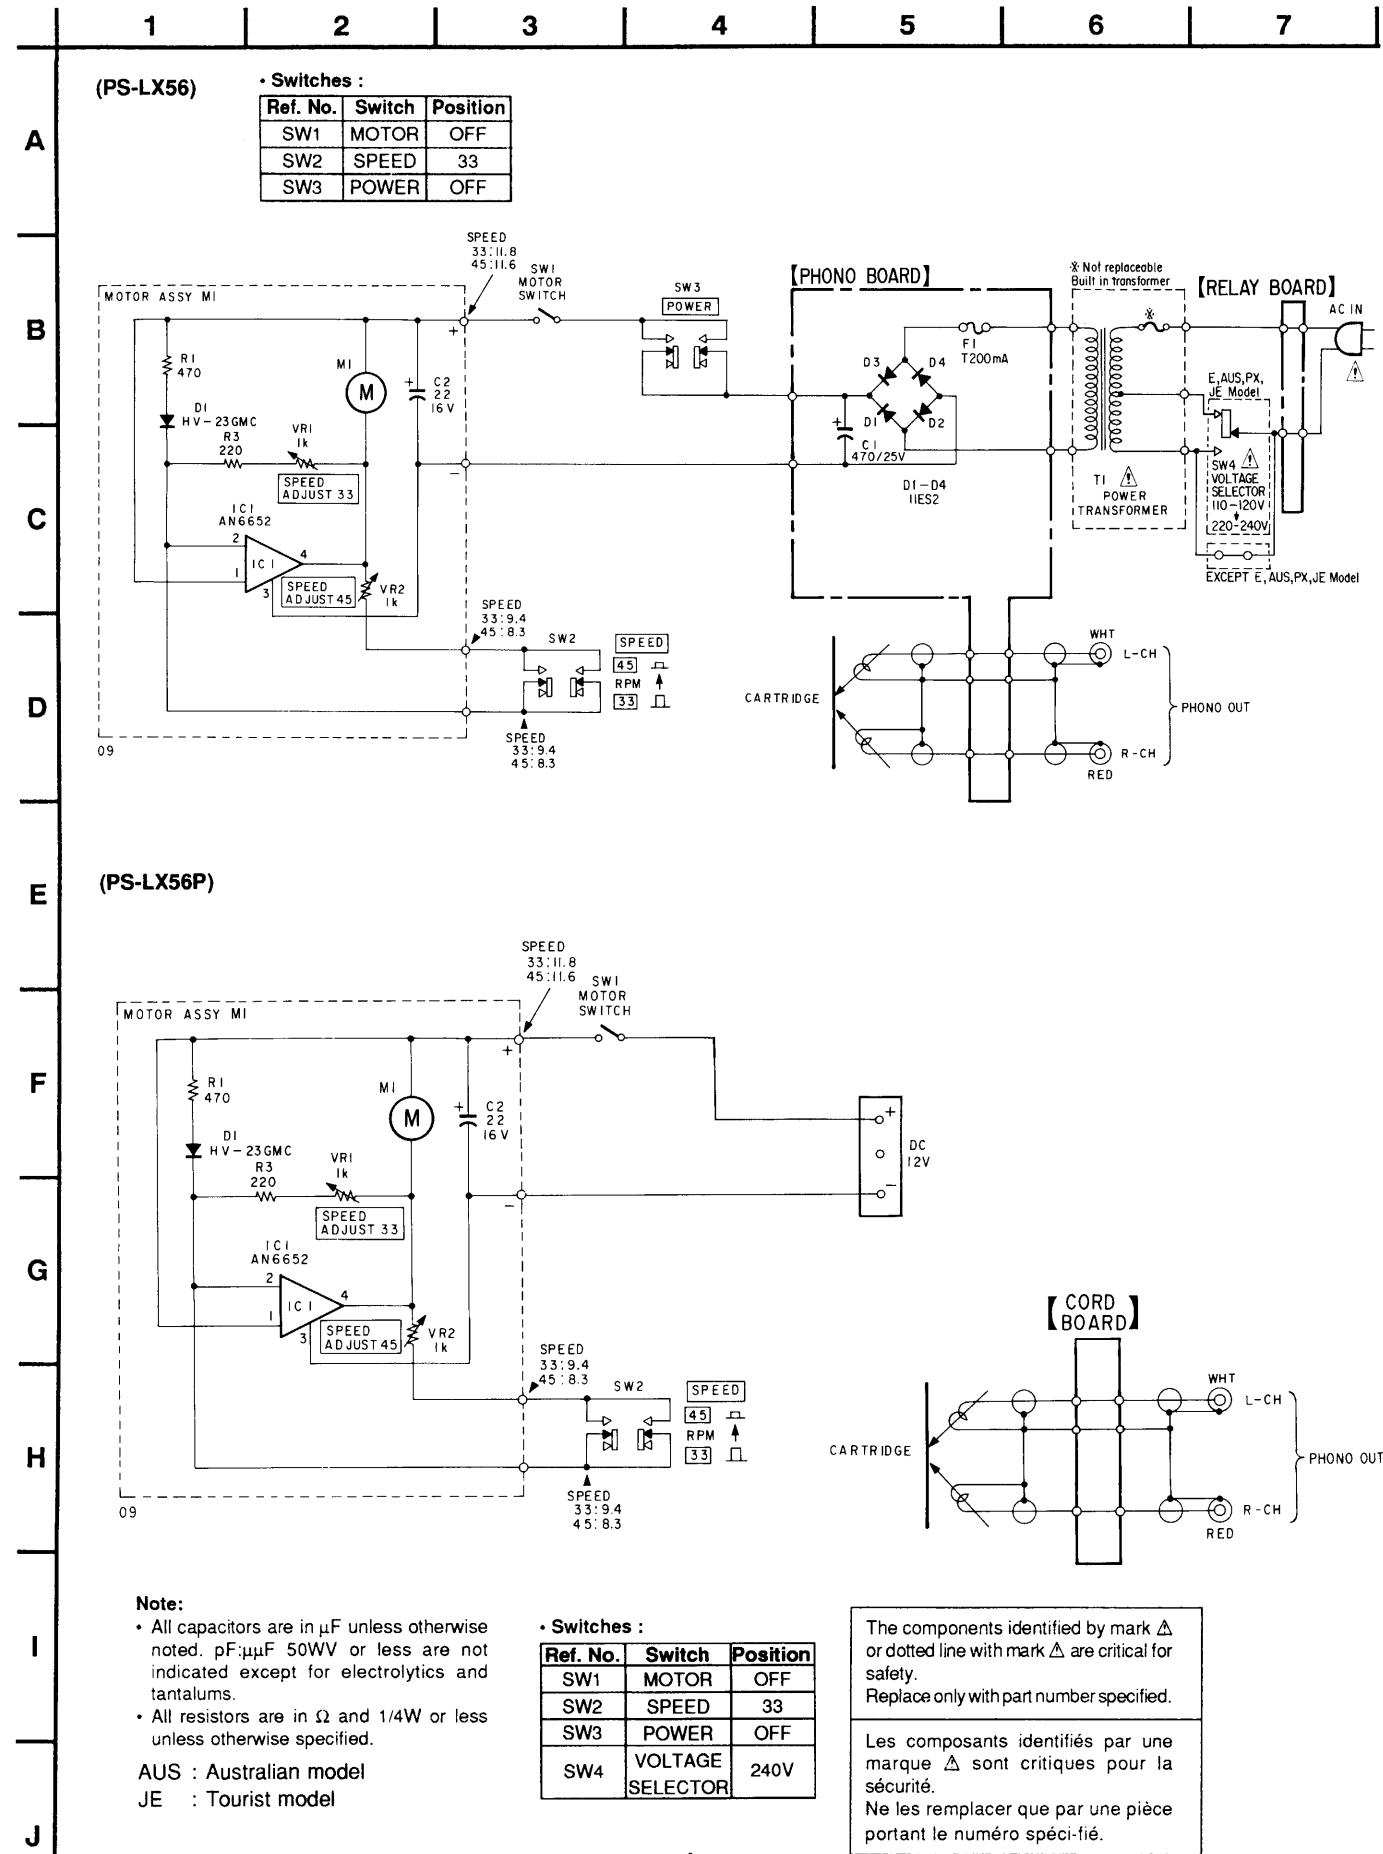 1 2 3 4 5 6 7
A
B
C
D
E
F
G
H
I
J
(PS-LX56)
• Switches :
Ref. No. Switch Position
SW1 MOTOR OFF
SW2 SPEED 33
SW3 POWER OFF
SPEED
33:11.8
45:11.6
SW1
MOTOR
SWITCH
MOTOR ASSY M1
R1
470
D1
HV-23GMC
R3
220
VR1
1k
SPEED
ADJUST 33
M1
M
+
C2
22
16V
+
−
IC1
AN6652
2
1
IC1
4
3
SPEED
ADJUST 45
VR2
1k
SPEED
33:9.4
45:8.3
SW2
SPEED
45
RPM
33
SPEED
33:9.4
45:8.3
09
SW3
POWER
【PHONO BOARD】
D3
D4
D1
D2
F1
T200mA
+
C1
470/25V
D1-D4
11ES2
※ Not replaceable
Built in transformer
※
T1 ⚠
POWER
TRANSFORMER
【RELAY BOARD】
AC IN
⚠
E,AUS,PX,
JE Model
SW4 ⚠
VOLTAGE
SELECTOR
110-120V
220-240V
EXCEPT E,AUS,PX,JE Model
CARTRIDGE
WHT
L-CH
PHONO OUT
R-CH
RED
(PS-LX56P)
SPEED
33:11.8
45:11.6
SW1
MOTOR
SWITCH
MOTOR ASSY M1
R1
470
D1
HV-23GMC
R3
220
VR1
1k
SPEED
ADJUST 33
M1
M
+
C2
22
16V
+
−
IC1
AN6652
2
1
IC1
4
3
SPEED
ADJUST 45
VR2
1k
SPEED
33:9.4
45:8.3
SW2
SPEED
45
RPM
33
SPEED
33:9.4
45:8.3
09
+
DC
12V
−
【CORD
BOARD】
CARTRIDGE
WHT
L-CH
PHONO OUT
R-CH
RED
Note:
• All capacitors are in μF unless otherwise
noted. pF:μμF 50WV or less are not
indicated except for electrolytics and
tantalums.
• All resistors are in Ω and 1/4W or less
unless otherwise specified.
AUS : Australian model
JE : Tourist model
• Switches :
Ref. No. Switch Position
SW1 MOTOR OFF
SW2 SPEED 33
SW3 POWER OFF
SW4 VOLTAGE SELECTOR 240V
The components identified by mark ⚠
or dotted line with mark ⚠ are critical for
safety.
Replace only with part number specified.
Les composants identifiés par une
marque ⚠ sont critiques pour la
sécurité.
Ne les remplacer que par une pièce
portant le numéro spéci-fié.